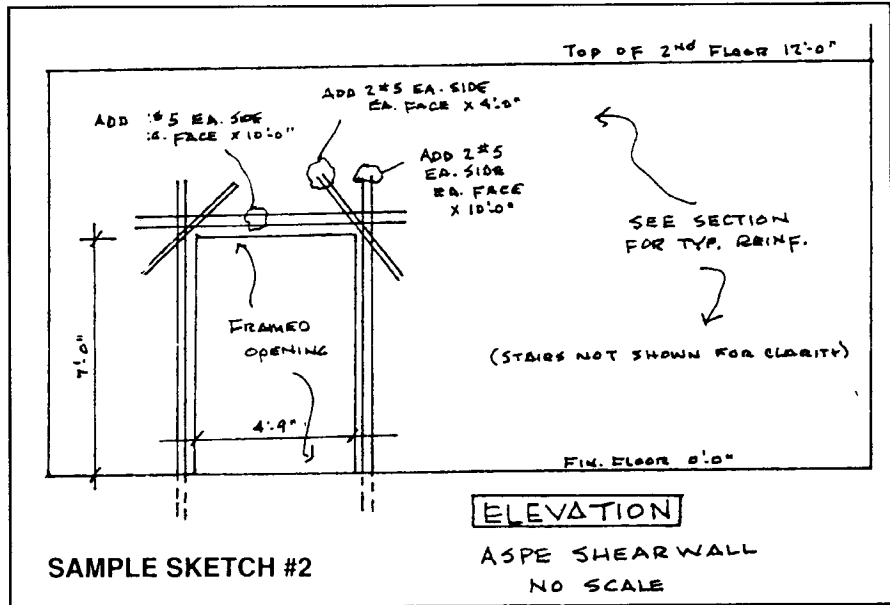 TOP OF 2ND FLOOR 12'-0"
ADD #5 EA. SIDE
FACE X 10'-0"
ADD 2 #5 EA. SIDE
EA. FACE X 4'-0"
ADD 2 #5
EA. SIDE
EA. FACE
X 10'-0"
SEE SECTION
FOR TYP. REINF.
FRAMED
OPENING
7'-0"
(STAIRS NOT SHOWN FOR CLARITY)
4'-9"
FIN. FLOOR 0'-0"
ELEVATION
ASPE SHEAR WALL
NO SCALE
SAMPLE SKETCH #2